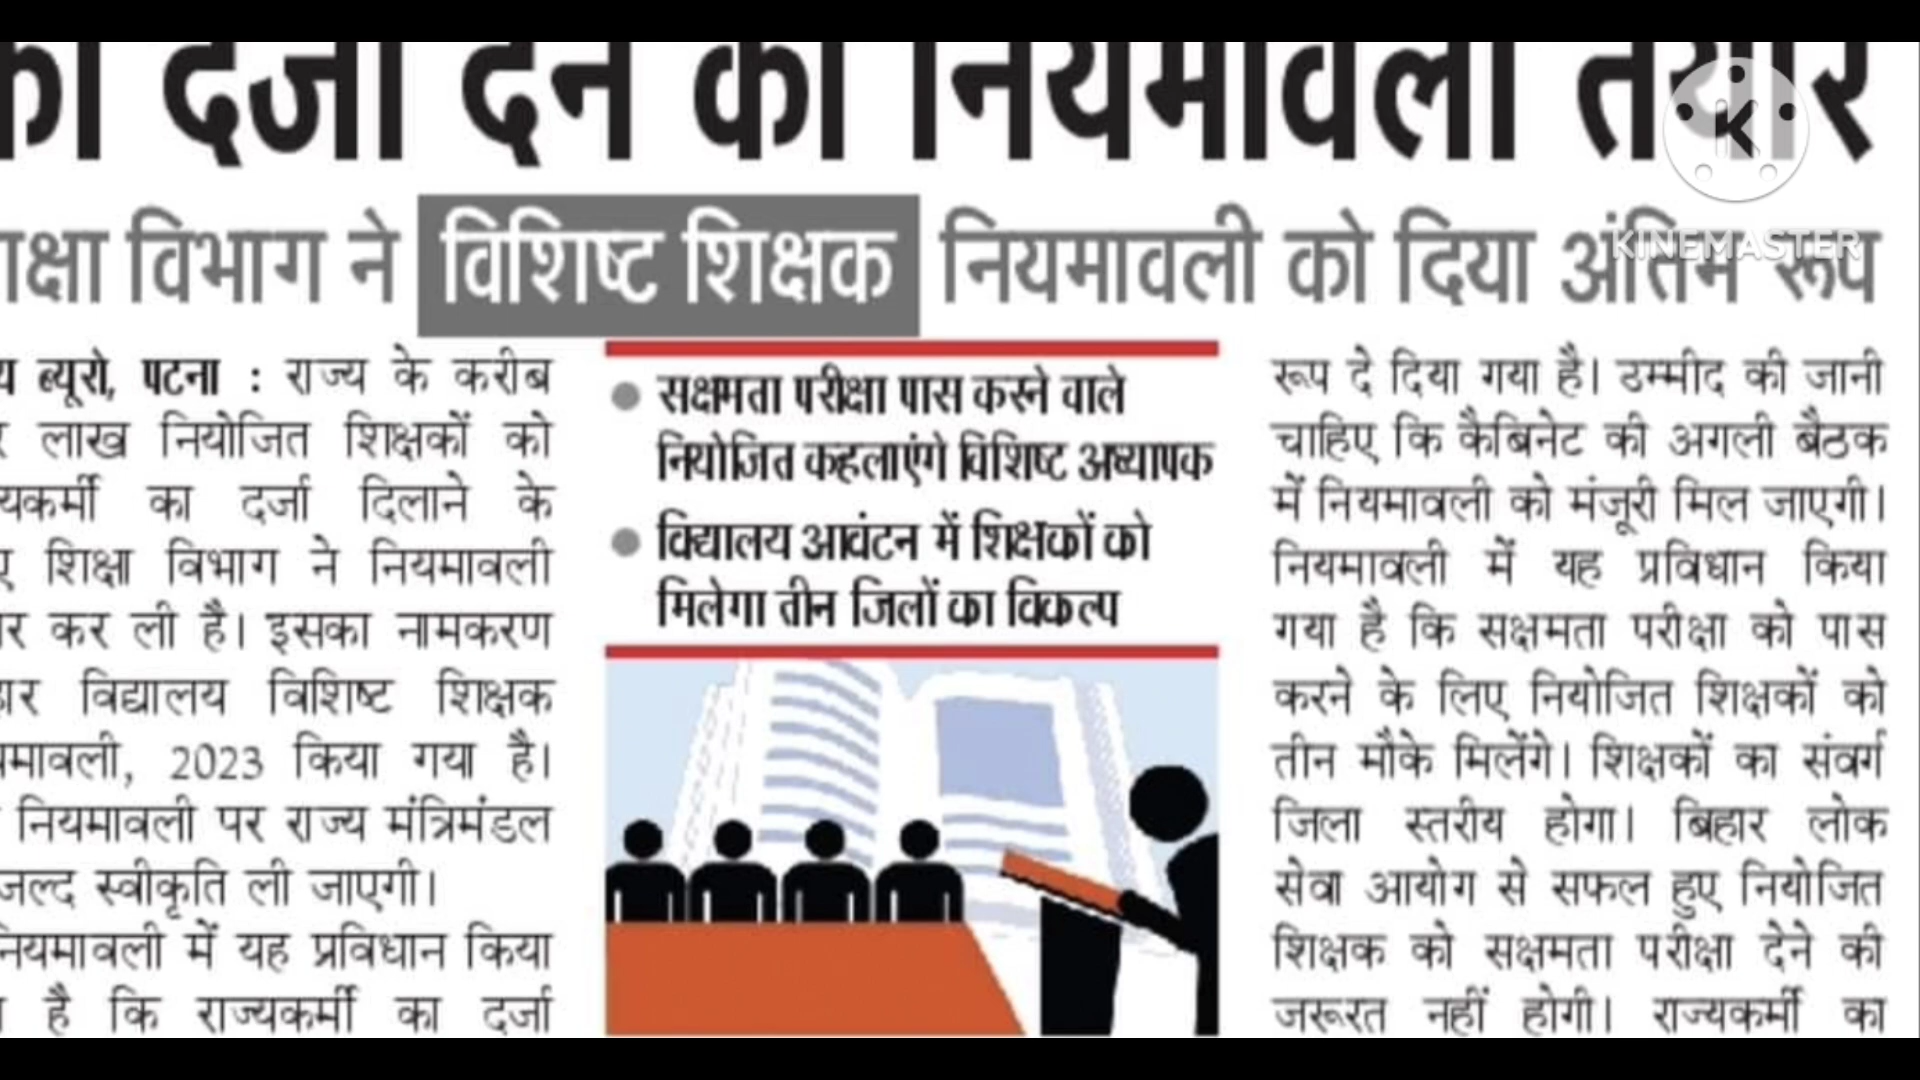 दर्जा देने की नियमावली तैयार
विभाग ने विशिष्ट शिक्षक नियमावली को दिया अंतिम रूप
KINEMASTER
ब्यूरो, पटना : राज्य के करीब
लाख नियोजित शिक्षकों को
का दर्जा दिलाने के
शिक्षा विभाग ने नियमावली
कर ली है। इसका नामकरण
विद्यालय विशिष्ट शिक्षक
2023 किया गया है।
नियमावली पर राज्य मंत्रिमंडल
जल्द स्वीकृति ली जाएगी।
नियमावली में यह प्रविधान किया
है कि राज्यकर्मी का दर्जा
● सक्षमता परीक्षा पास करने वाले
नियोजित कहलाएंगे विशिष्ट अध्यापक
● विद्यालय आवंटन में शिक्षकों को
मिलेगा तीन जिलों का विकल्प
रूप दे दिया गया है। उम्मीद की जानी
चाहिए कि कैबिनेट की अगली बैठक
में नियमावली को मंजूरी मिल जाएगी।
नियमावली में यह प्रविधान किया
गया है कि सक्षमता परीक्षा को पास
करने के लिए नियोजित शिक्षकों को
तीन मौके मिलेंगे। शिक्षकों का संवर्ग
जिला स्तरीय होगा। बिहार लोक
सेवा आयोग से सफल हुए नियोजित
शिक्षक को सक्षमता परीक्षा देने की
जरूरत नहीं होगी। राज्यकर्मी का